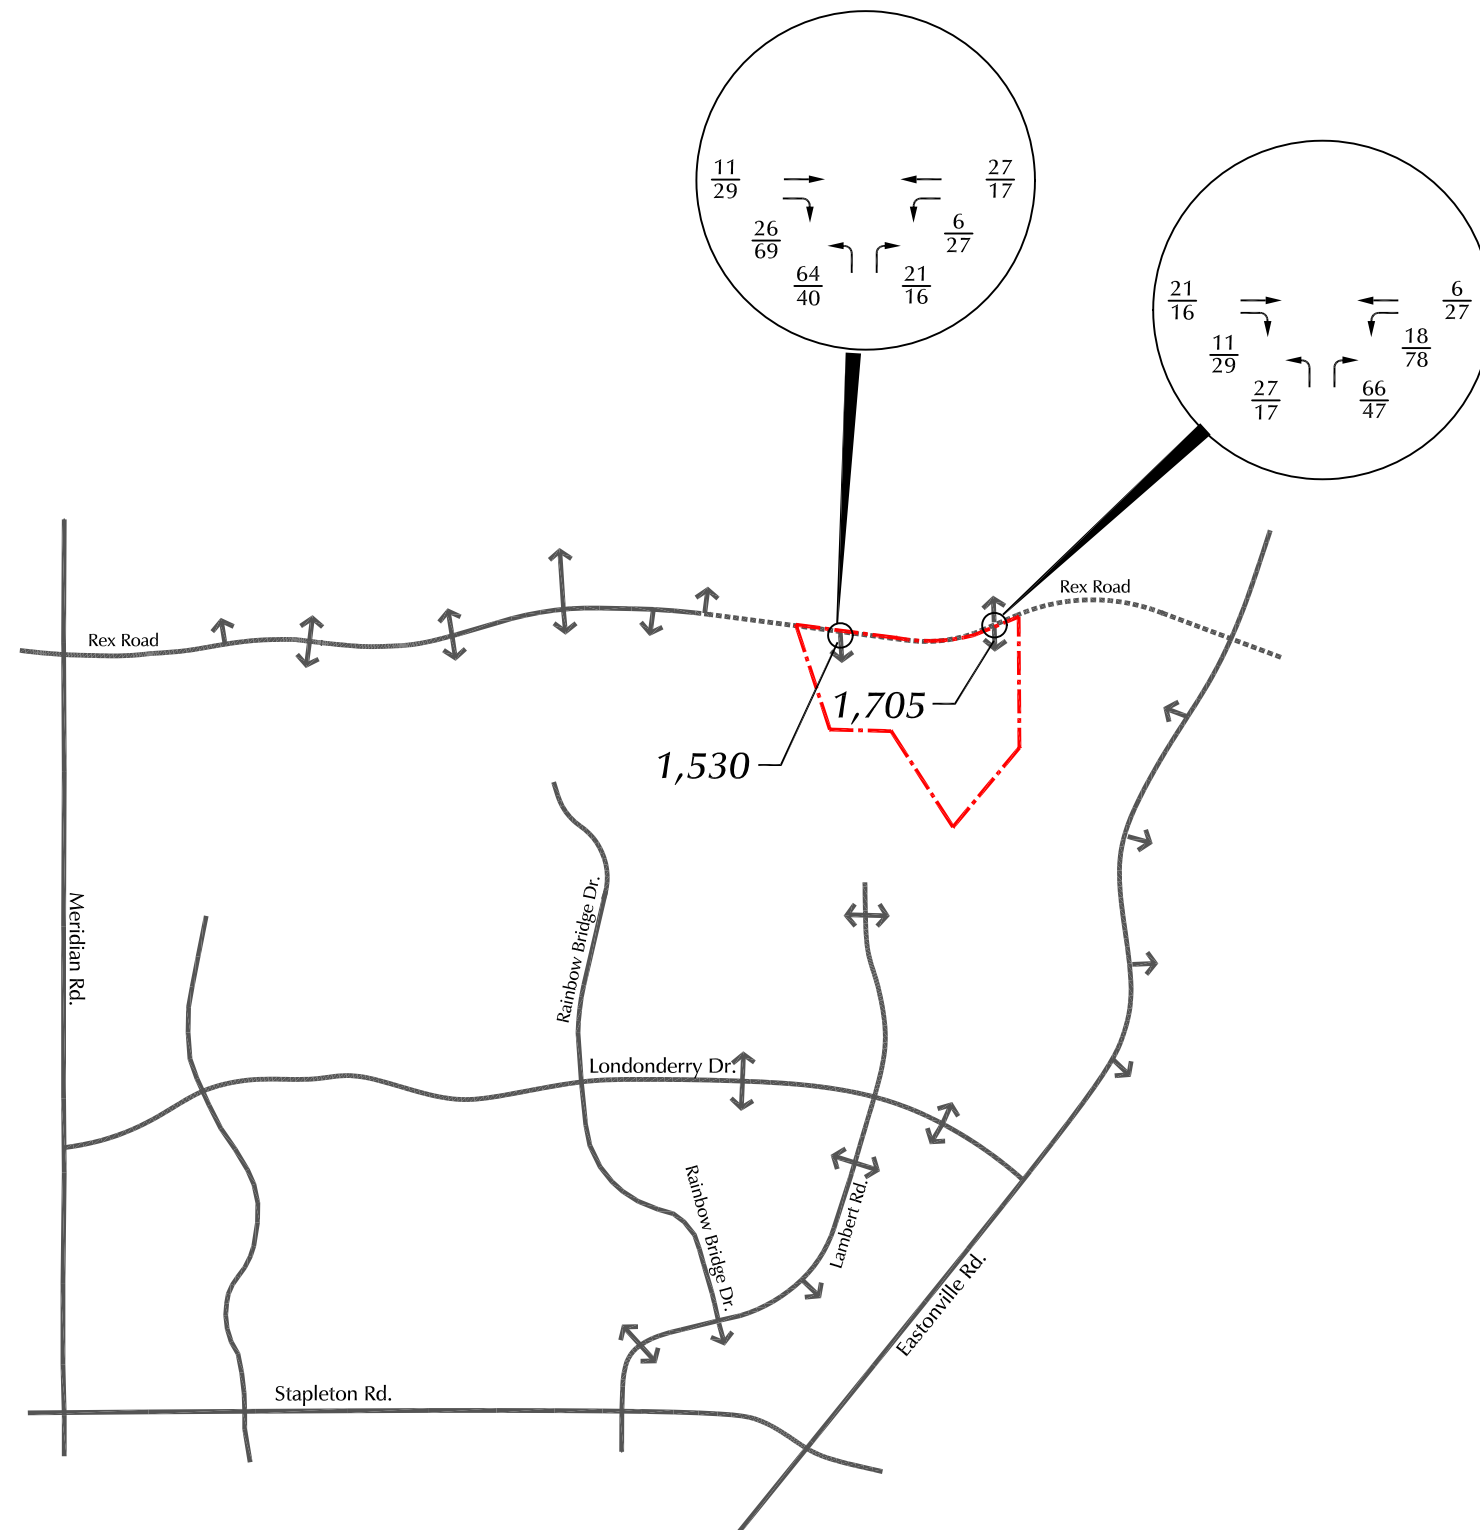 11
29
27
17
26
69
6
27
64
40
21
16
21
16
6
27
11
29
18
78
27
17
66
47
Rex Road
Rex Road
1,705
1,530
Meridian Rd.
Rainbow Bridge Dr.
Londonderry Dr.
Rainbow Bridge Dr.
Lambert Rd.
Eastonville Rd.
Stapleton Rd.